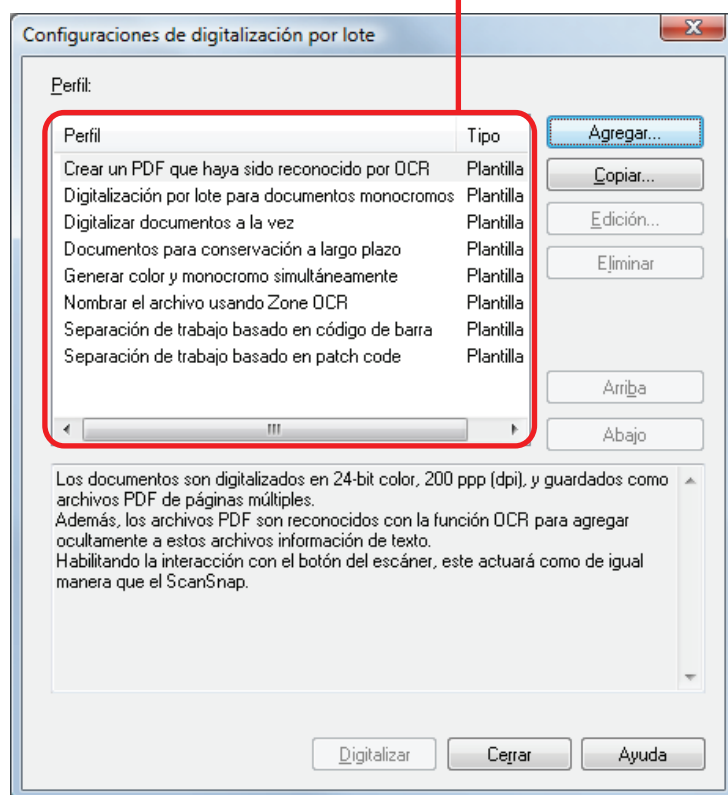 Configuraciones de digitalización por lote
Perfil:
Perfil Tipo
Crear un PDF que haya sido reconocido por OCR Plantilla
Digitalización por lote para documentos monocromos Plantilla
Digitalizar documentos a la vez Plantilla
Documentos para conservación a largo plazo Plantilla
Generar color y monocromo simultáneamente Plantilla
Nombrar el archivo usando Zone OCR Plantilla
Separación de trabajo basado en código de barra Plantilla
Separación de trabajo basado en patch code Plantilla
Agregar...
Copiar...
Edición...
Eliminar
Arriba
Abajo
Los documentos son digitalizados en 24-bit color, 200 ppp (dpi), y guardados como
archivos PDF de páginas múltiples.
Además, los archivos PDF son reconocidos con la función OCR para agregar
ocultamente a estos archivos información de texto.
Habilitando la interacción con el botón del escáner, este actuará como de igual
manera que el ScanSnap.
Digitalizar Cerrar Ayuda